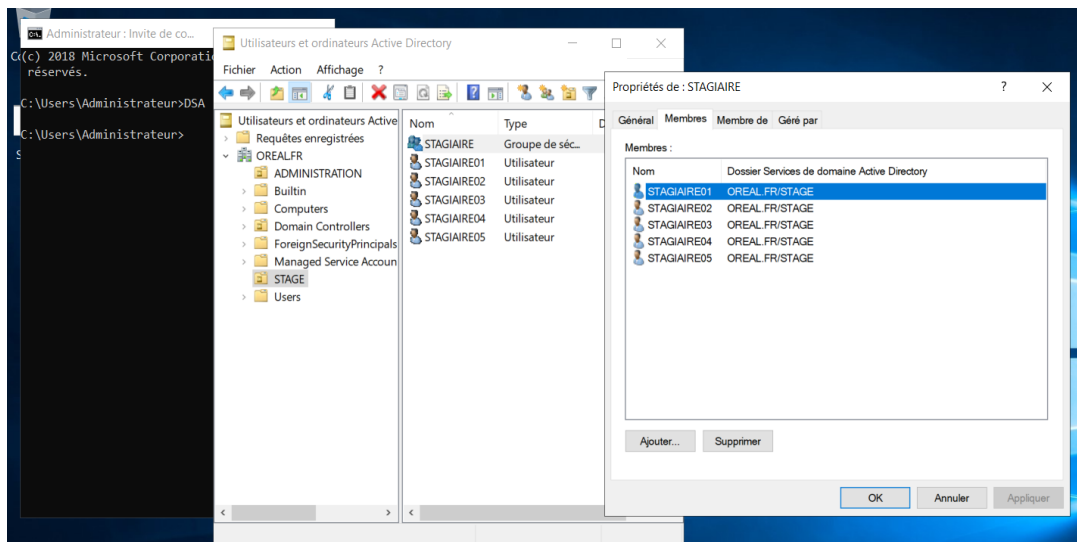 Administrateur : Invite de co...
(c) 2018 Microsoft Corporati
réservés.
C:\Users\Administrateur>DSA
C:\Users\Administrateur>
Utilisateurs et ordinateurs Active Directory
Fichier Action Affichage ?
Utilisateurs et ordinateurs Active
Requêtes enregistrées
OREAL.FR
ADMINISTRATION
Builtin
Computers
Domain Controllers
ForeignSecurityPrincipals
Managed Service Accoun
STAGE
Users
Nom Type D
STAGIAIRE Groupe de séc...
STAGIAIRE01 Utilisateur
STAGIAIRE02 Utilisateur
STAGIAIRE03 Utilisateur
STAGIAIRE04 Utilisateur
STAGIAIRE05 Utilisateur
Propriétés de : STAGIAIRE ?
Général Membres Membre de Géré par
Membres :
Nom Dossier Services de domaine Active Directory
STAGIAIRE01 OREAL.FR/STAGE
STAGIAIRE02 OREAL.FR/STAGE
STAGIAIRE03 OREAL.FR/STAGE
STAGIAIRE04 OREAL.FR/STAGE
STAGIAIRE05 OREAL.FR/STAGE
Ajouter... Supprimer
OK Annuler Appliquer